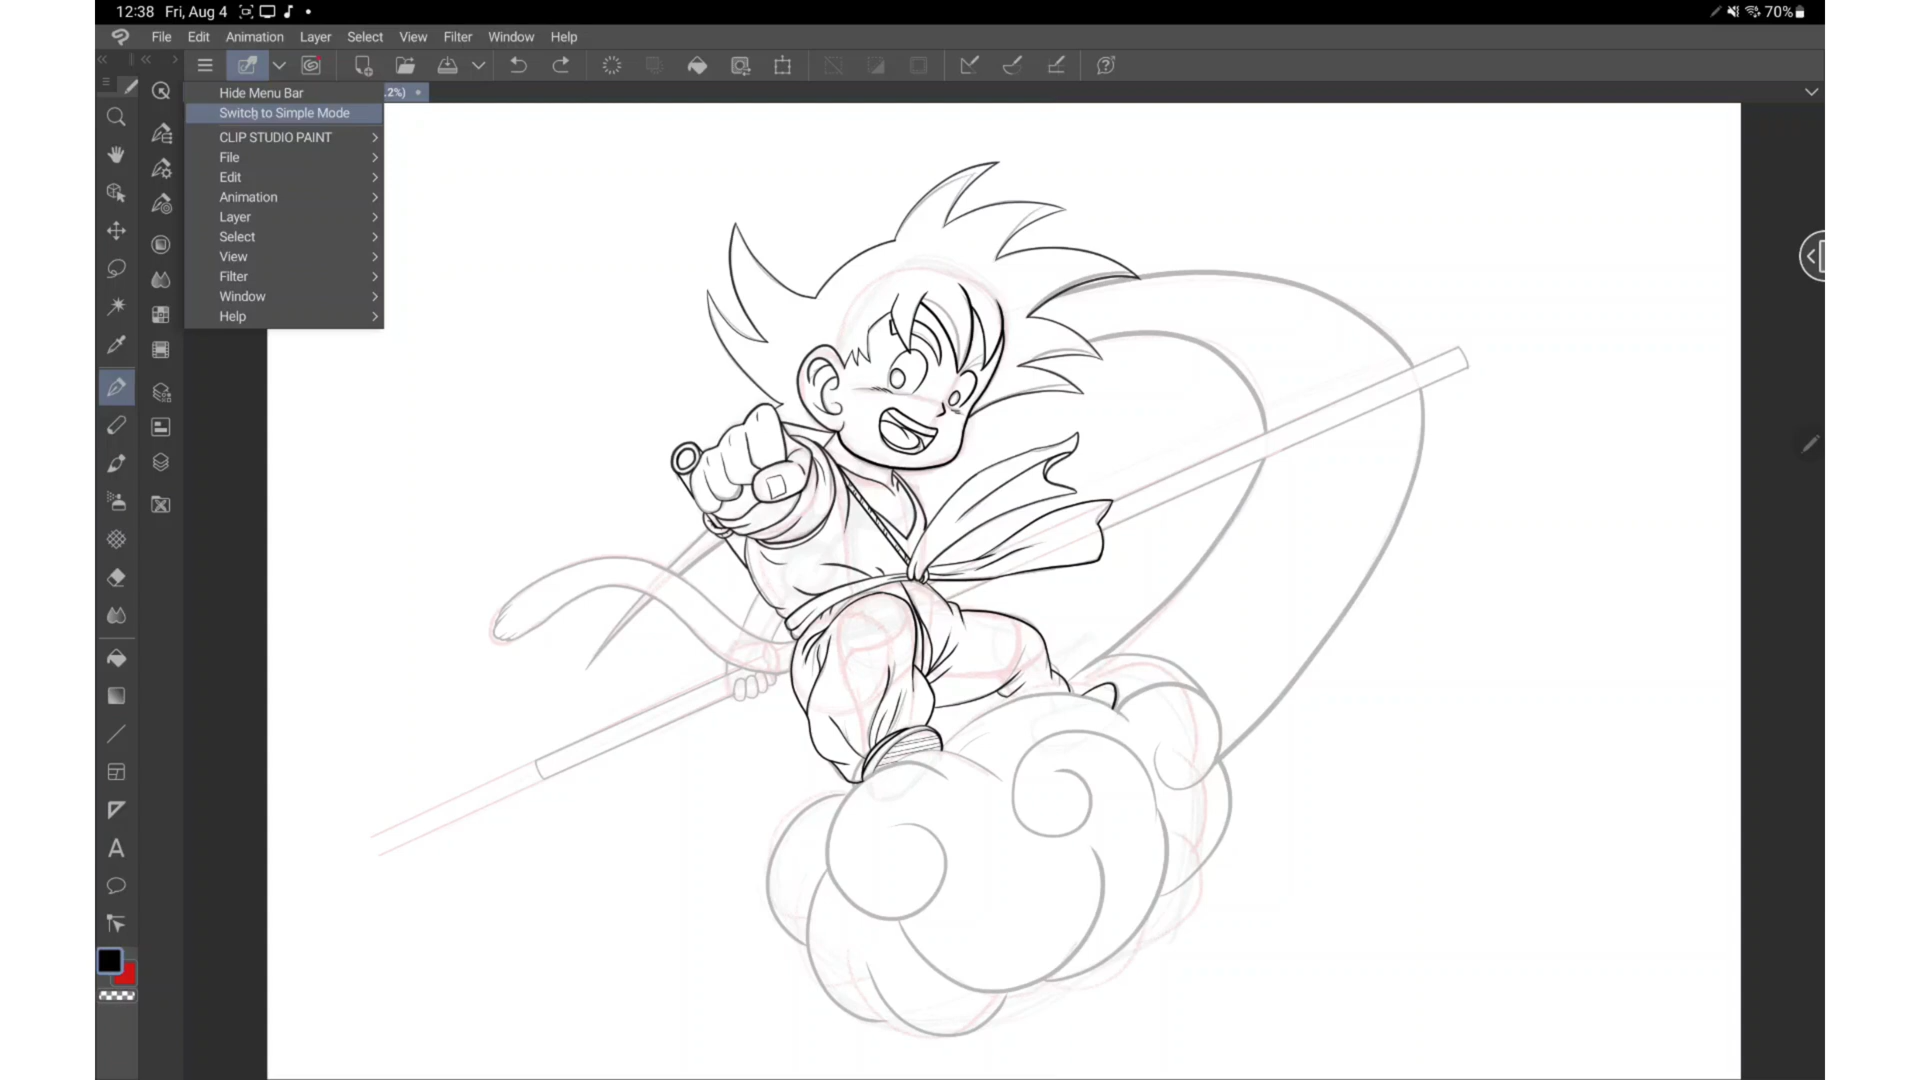 12:38 Fri, Aug 4 70%
File Edit Animation Layer Select View Filter Window Help
.2%)
Hide Menu Bar
Switch to Simple Mode
CLIP STUDIO PAINT
File
Edit
Animation
Layer
Select
View
Filter
Window
Help